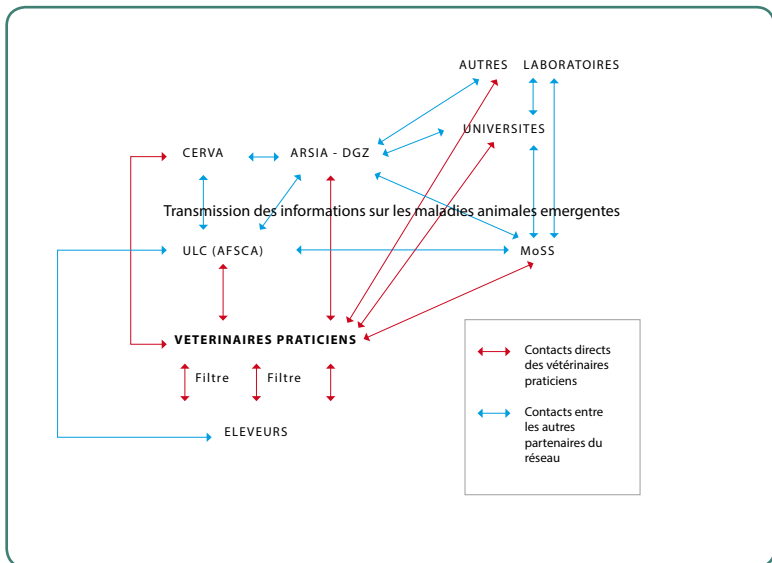 AUTRES LABORATOIRES
UNIVERSITES
CERVA ARSIA - DGZ
Transmission des informations sur les maladies animales emergentes
ULC (AFSCA) MoSS
VETERINAIRES PRATICIENS
Filtre Filtre
ELEVEURS
Contacts directs
des vétérinaires
praticiens
Contacts entre
les autres
partenaires du
réseau